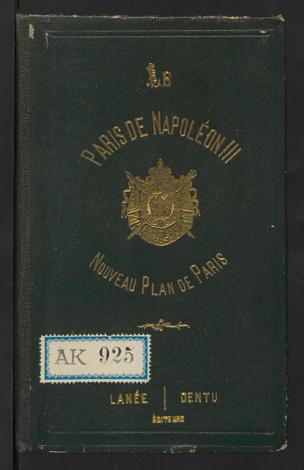 LE
PARIS DE NAPOLÉON III
NOUVEAU PLAN DE PARIS
AK 925
LANÉE | DENTU
ÉDITEURS